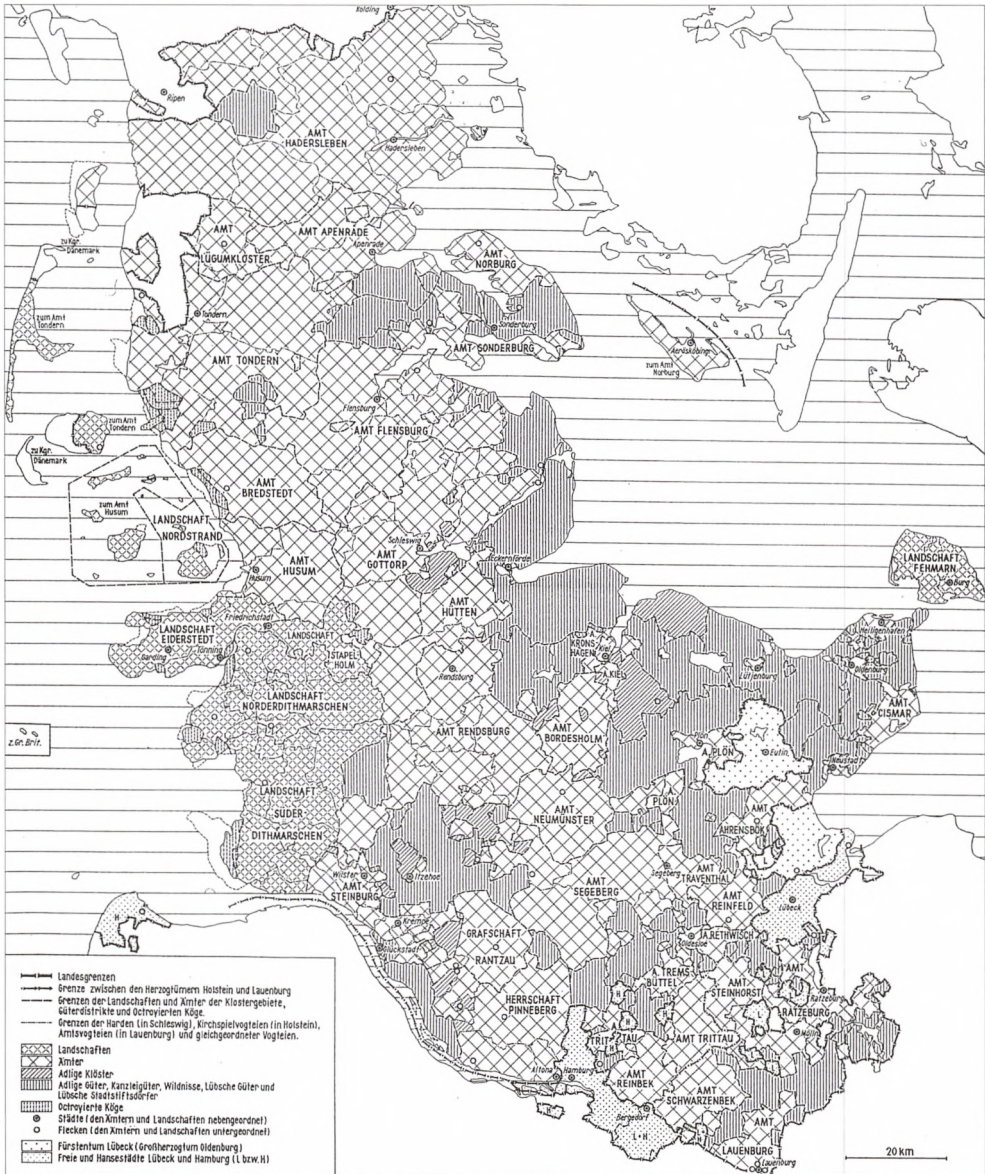 Kolding
Ripen
AMT
HADERSLEBEN
Hadersleben
AMT
LÜGUMKLOSTER
AMT APENRADE
Apenrade
AMT
NORBURG
zu Kgr.
Dänemark
zum Amt
Tondern
Tondern
Sonderburg
AMT SONDERBURG
Aerösköbing
zum Amt
Norburg
AMT TONDERN
Flensburg
AMT FLENSBURG
zum Amt
Tondern
zu Kgr.
Dänemark
AMT
BREDSTEDT
zum Amt
Husum
LANDSCHAFT
NORDSTRAND
Schleswig
AMT
GOTTORP
Eckernförde
AMT
HUSUM
Husum
LANDSCHAFT
FEHMARN
Burg
AMT
HÜTTEN
Friedrichstadt
LANDSCHAFT
EIDERSTEDT
Garding
Tönning
LANDSCHAFT
STAPEL-
HOLM
A.
KRONS-
HAGEN
Kiel
A.KIEL
Heiligenhafen
Oldenburg
Lütjenburg
Rendsburg
LANDSCHAFT
NORDERDITHMARSCHEN
AMT
CISMAR
z.Gr.Brit.
AMT RENDSBURG
AMT
BORDESHOLM
Plön
A.PLÖN
Eutin
Neustadt
LANDSCHAFT
SÜDER
DITHMARSCHEN
AMT
NEUMÜNSTER
A.
PLÖN
AMT
AHRENSBÖK
Wilster
AMT
STEINBURG
Itzehoe
AMT
SEGEBERG
Segeberg
AMT
TRAVENTHAL
AMT
REINFELD
Lübeck
H
Krempe
Glückstadt
GRAFSCHAFT
RANTZAU
Oldesloe
A.RETHWISCH
A. TREMS-
BÜTTEL
AMT
STEINHORST
AMT
RATZEBURG
Ratzeburg
HERRSCHAFT
PINNEBERG
H
H
H
H
A.
TRITTAU
AMT TRITTAU
Mölln
Altona
Hamburg
AMT
REINBEK
AMT
SCHWARZENBEK
H
H
Bergedorf
L+H
AMT
LAUENBURG
Lauenburg
Landesgrenzen
Grenze zwischen den Herzogtümern Holstein und Lauenburg
Grenzen der Landschaften und Ämter der Klostergebiete,
Güterdistrikte und Octroyierten Köge.
Grenzen der Harden (in Schleswig), Kirchspielvogteien (in Holstein),
Amtsvogteien (in Lauenburg) und gleichgeordneter Vogteien.
Landschaften
Ämter
Adlige Klöster
Adlige Güter, Kanzleigüter, Wildnisse, Lübsche Güter und
Lübsche Stadtstiftsdörfer
Octroyierte Köge
Städte (den Ämtern und Landschaften nebengeordnet)
Flecken (den Ämtern und Landschaften untergeordnet)
Fürstentum Lübeck (Großherzogtum Oldenburg)
Freie und Hansestädte Lübeck und Hamburg (L bzw.H)
20 km